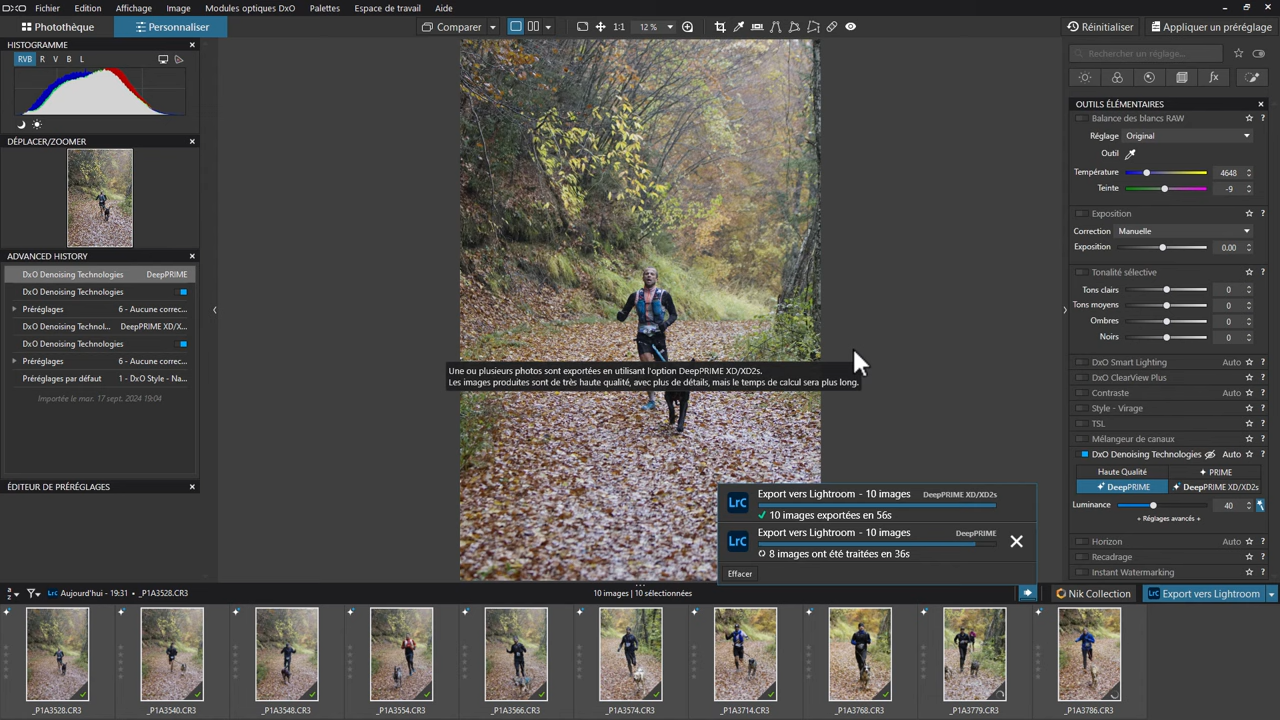 DXO Fichier Edition Affichage Image Modules optiques DxO Palettes Espace de travail Aide
Photothèque Personnaliser Comparer 1:1 12 % Réinitialiser Appliquer un préréglage
HISTOGRAMME
RVB R V B L
DÉPLACER/ZOOMER
ADVANCED HISTORY
DxO Denoising Technologies DeepPRIME
DxO Denoising Technologies
Préréglages 6 - Aucune correc...
DxO Denoising Technol... DeepPRIME XD/X...
DxO Denoising Technologies
Préréglages 6 - Aucune correc...
Préréglages par défaut 1 - DxO Style - Na...
Importée le mar. 17 sept. 2024 19:04
ÉDITEUR DE PRÉRÉGLAGES
Une ou plusieurs photos sont exportées en utilisant l'option DeepPRIME XD/XD2s.
Les images produites sont de très haute qualité, avec plus de détails, mais le temps de calcul sera plus long.
LrC Export vers Lightroom - 10 images DeepPRIME XD/XD2s
10 images exportées en 56s
LrC Export vers Lightroom - 10 images DeepPRIME
8 images ont été traitées en 36s
Effacer
Rechercher un réglage...
OUTILS ÉLÉMENTAIRES
Balance des blancs RAW ?
Réglage Original
Outil
Température 4648
Teinte -9
Exposition ?
Correction Manuelle
Exposition 0.00
Tonalité sélective ?
Tons clairs 0
Tons moyens 0
Ombres 0
Noirs 0
DxO Smart Lighting Auto ?
DxO ClearView Plus ?
Contraste Auto ?
Style - Virage ?
TSL ?
Mélangeur de canaux ?
DxO Denoising Technologies Auto ?
Haute Qualité PRIME
DeepPRIME DeepPRIME XD/XD2s
Luminance 40
+ Réglages avancés +
Horizon Auto ?
Recadrage ?
Instant Watermarking ?
LrC Aujourd'hui - 19:31 • _P1A3528.CR3 10 images | 10 sélectionnées Nik Collection LrC Export vers Lightroom
_P1A3528.CR3 _P1A3540.CR3 _P1A3548.CR3 _P1A3554.CR3 _P1A3566.CR3 _P1A3574.CR3 _P1A3714.CR3 _P1A3768.CR3 _P1A3779.CR3 _P1A3786.CR3